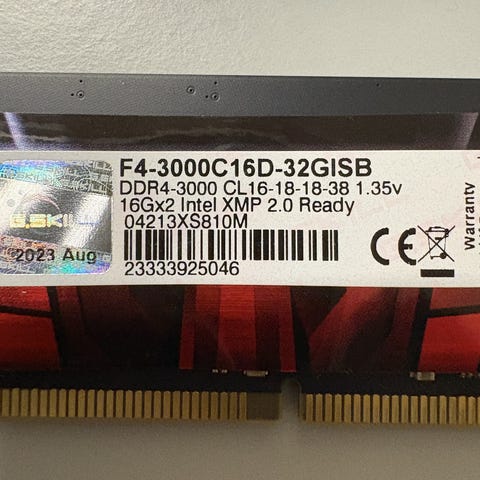 F4-3000C16D-32GISB
DDR4-3000 CL16-18-18-38 1.35v
16Gx2 Intel XMP 2.0 Ready
04213XS810M
23333925046
G.SKILL
2023 Aug
CE
Warranty